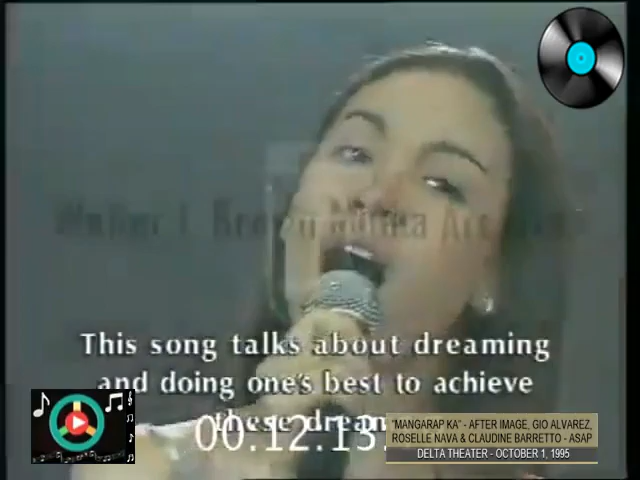 This song talks about dreaming
and doing one's best to achieve
these
00:12:13
"MANGARAP KA" - AFTER IMAGE, GIO ALVAREZ,
ROSELLE NAVA & CLAUDINE BARRETTO - ASAP
DELTA THEATER - OCTOBER 1, 1995